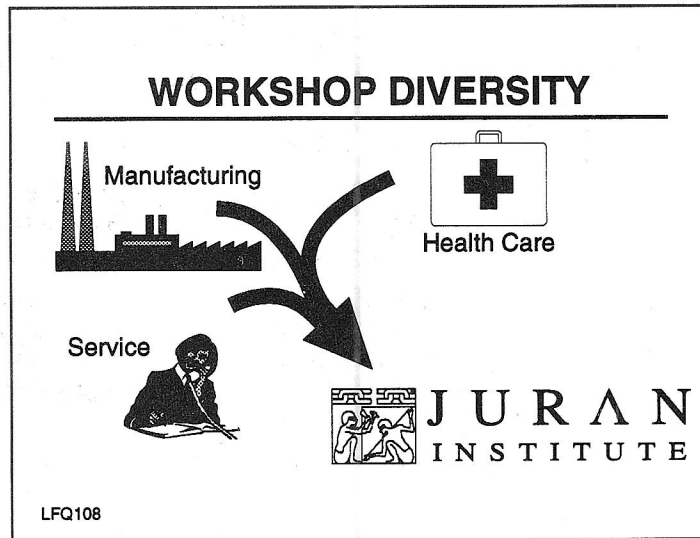 WORKSHOP DIVERSITY
Manufacturing
Health Care
Service
JURAN
INSTITUTE
LFQ108